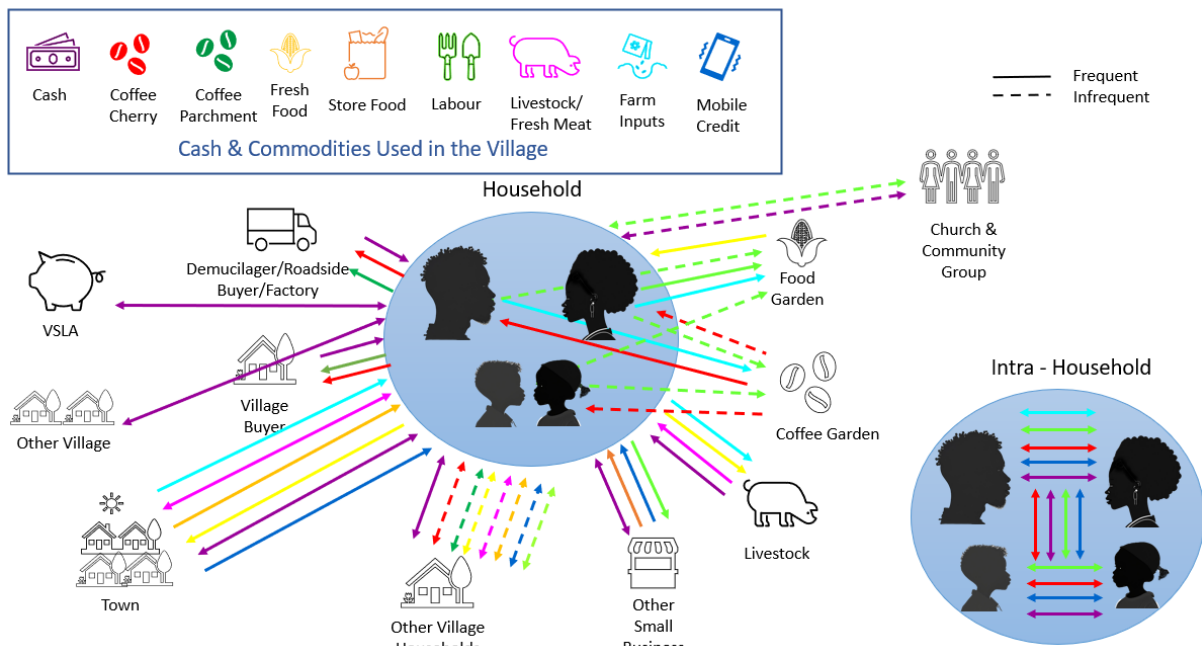 Cash
Coffee
Cherry
Coffee
Parchment
Fresh
Food
Store Food
Labour
Livestock/
Fresh Meat
Farm
Inputs
Mobile
Credit
Cash & Commodities Used in the Village
Frequent
Infrequent
Household
Church &
Community
Group
Demucilager/Roadside
Buyer/Factory
Food
Garden
VSLA
Village
Buyer
Other Village
Coffee Garden
Intra - Household
Livestock
Town
Other Village
Households
Other
Small
Business